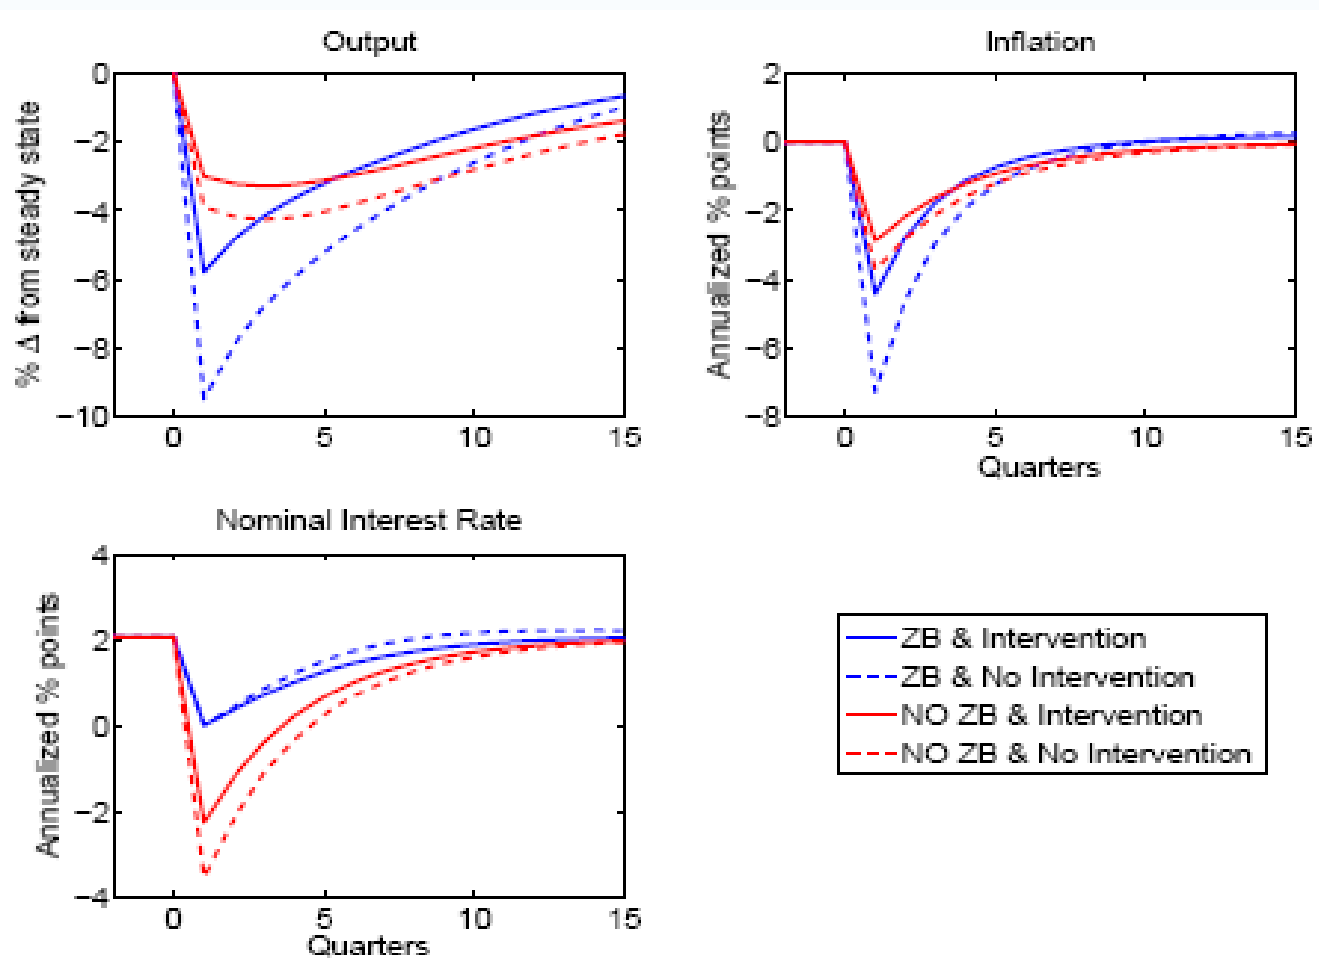 Output
% Δ from steady state
0
−2
−4
−6
−8
−10
0 5 10 15
Inflation
Annualized % points
2
0
−2
−4
−6
−8
0 5 10 15
Quarters
Nominal Interest Rate
Annualized % points
4
2
0
−2
−4
0 5 10 15
Quarters
ZB & Intervention
ZB & No Intervention
NO ZB & Intervention
NO ZB & No Intervention